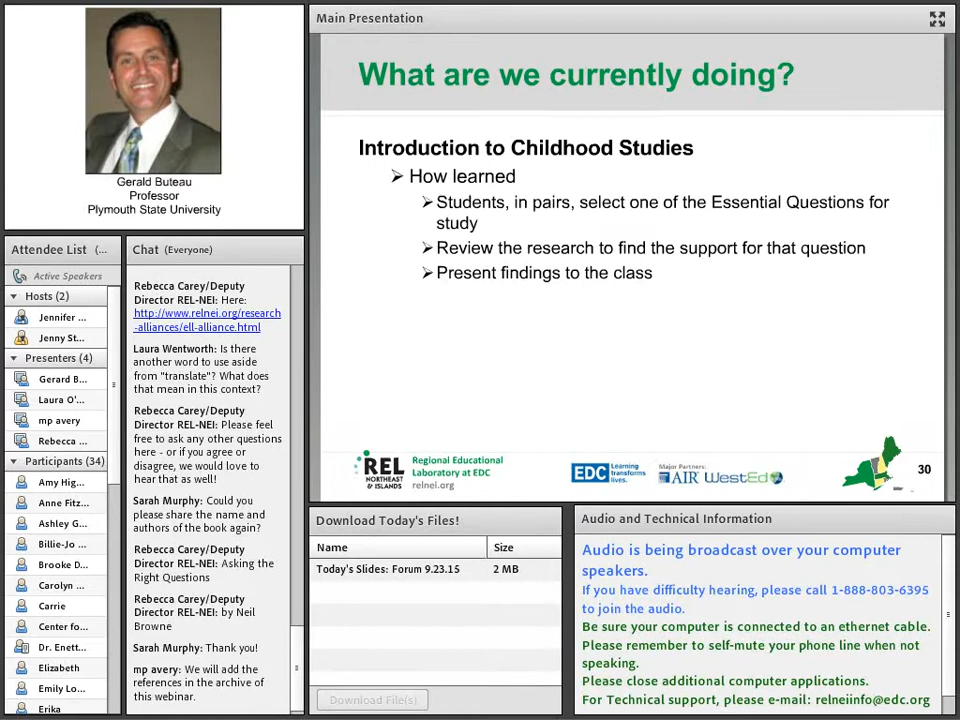 Gerald Buteau
Professor
Plymouth State University
Attendee List (...
Active Speakers
Hosts (2)
Jennifer ...
Jenny St...
Presenters (4)
Gerard B...
Laura O'...
mp avery
Rebecca ...
Participants (34)
Amy Hig...
Anne Fitz...
Ashley G...
Billie-Jo ...
Brooke D...
Carolyn ...
Carrie
Center fo...
Dr. Enett...
Elizabeth
Emily Lo...
Erika
Chat (Everyone)
Rebecca Carey/Deputy
Director REL-NEI: Here:
http://www.relnei.org/research
-alliances/ell-alliance.html
Laura Wentworth: Is there
another word to use aside
from "translate"? What does
that mean in this context?
Rebecca Carey/Deputy
Director REL-NEI: Please feel
free to ask any other questions
here - or if you agree or
disagree, we would love to
hear that as well!
Sarah Murphy: Could you
please share the name and
authors of the book again?
Rebecca Carey/Deputy
Director REL-NEI: Asking the
Right Questions
Rebecca Carey/Deputy
Director REL-NEI: by Neil
Browne
Sarah Murphy: Thank you!
mp avery: We will add the
references in the archive of
this webinar.
Main Presentation
What are we currently doing?
Introduction to Childhood Studies
➢ How learned
➢ Students, in pairs, select one of the Essential Questions for
study
➢ Review the research to find the support for that question
➢ Present findings to the class
REL
NORTHEAST
& ISLANDS
Regional Educational
Laboratory at EDC
relnei.org
EDC Learning
transforms
lives.
Major Partners:
AIR WestEd
30
Download Today's Files!
Name Size
Today's Slides: Forum 9.23.15 2 MB
Download File(s)
Audio and Technical Information
Audio is being broadcast over your computer
speakers.
If you have difficulty hearing, please call 1-888-803-6395
to join the audio.
Be sure your computer is connected to an ethernet cable.
Please remember to self-mute your phone line when not
speaking.
Please close additional computer applications.
For Technical support, please e-mail: relneiinfo@edc.org